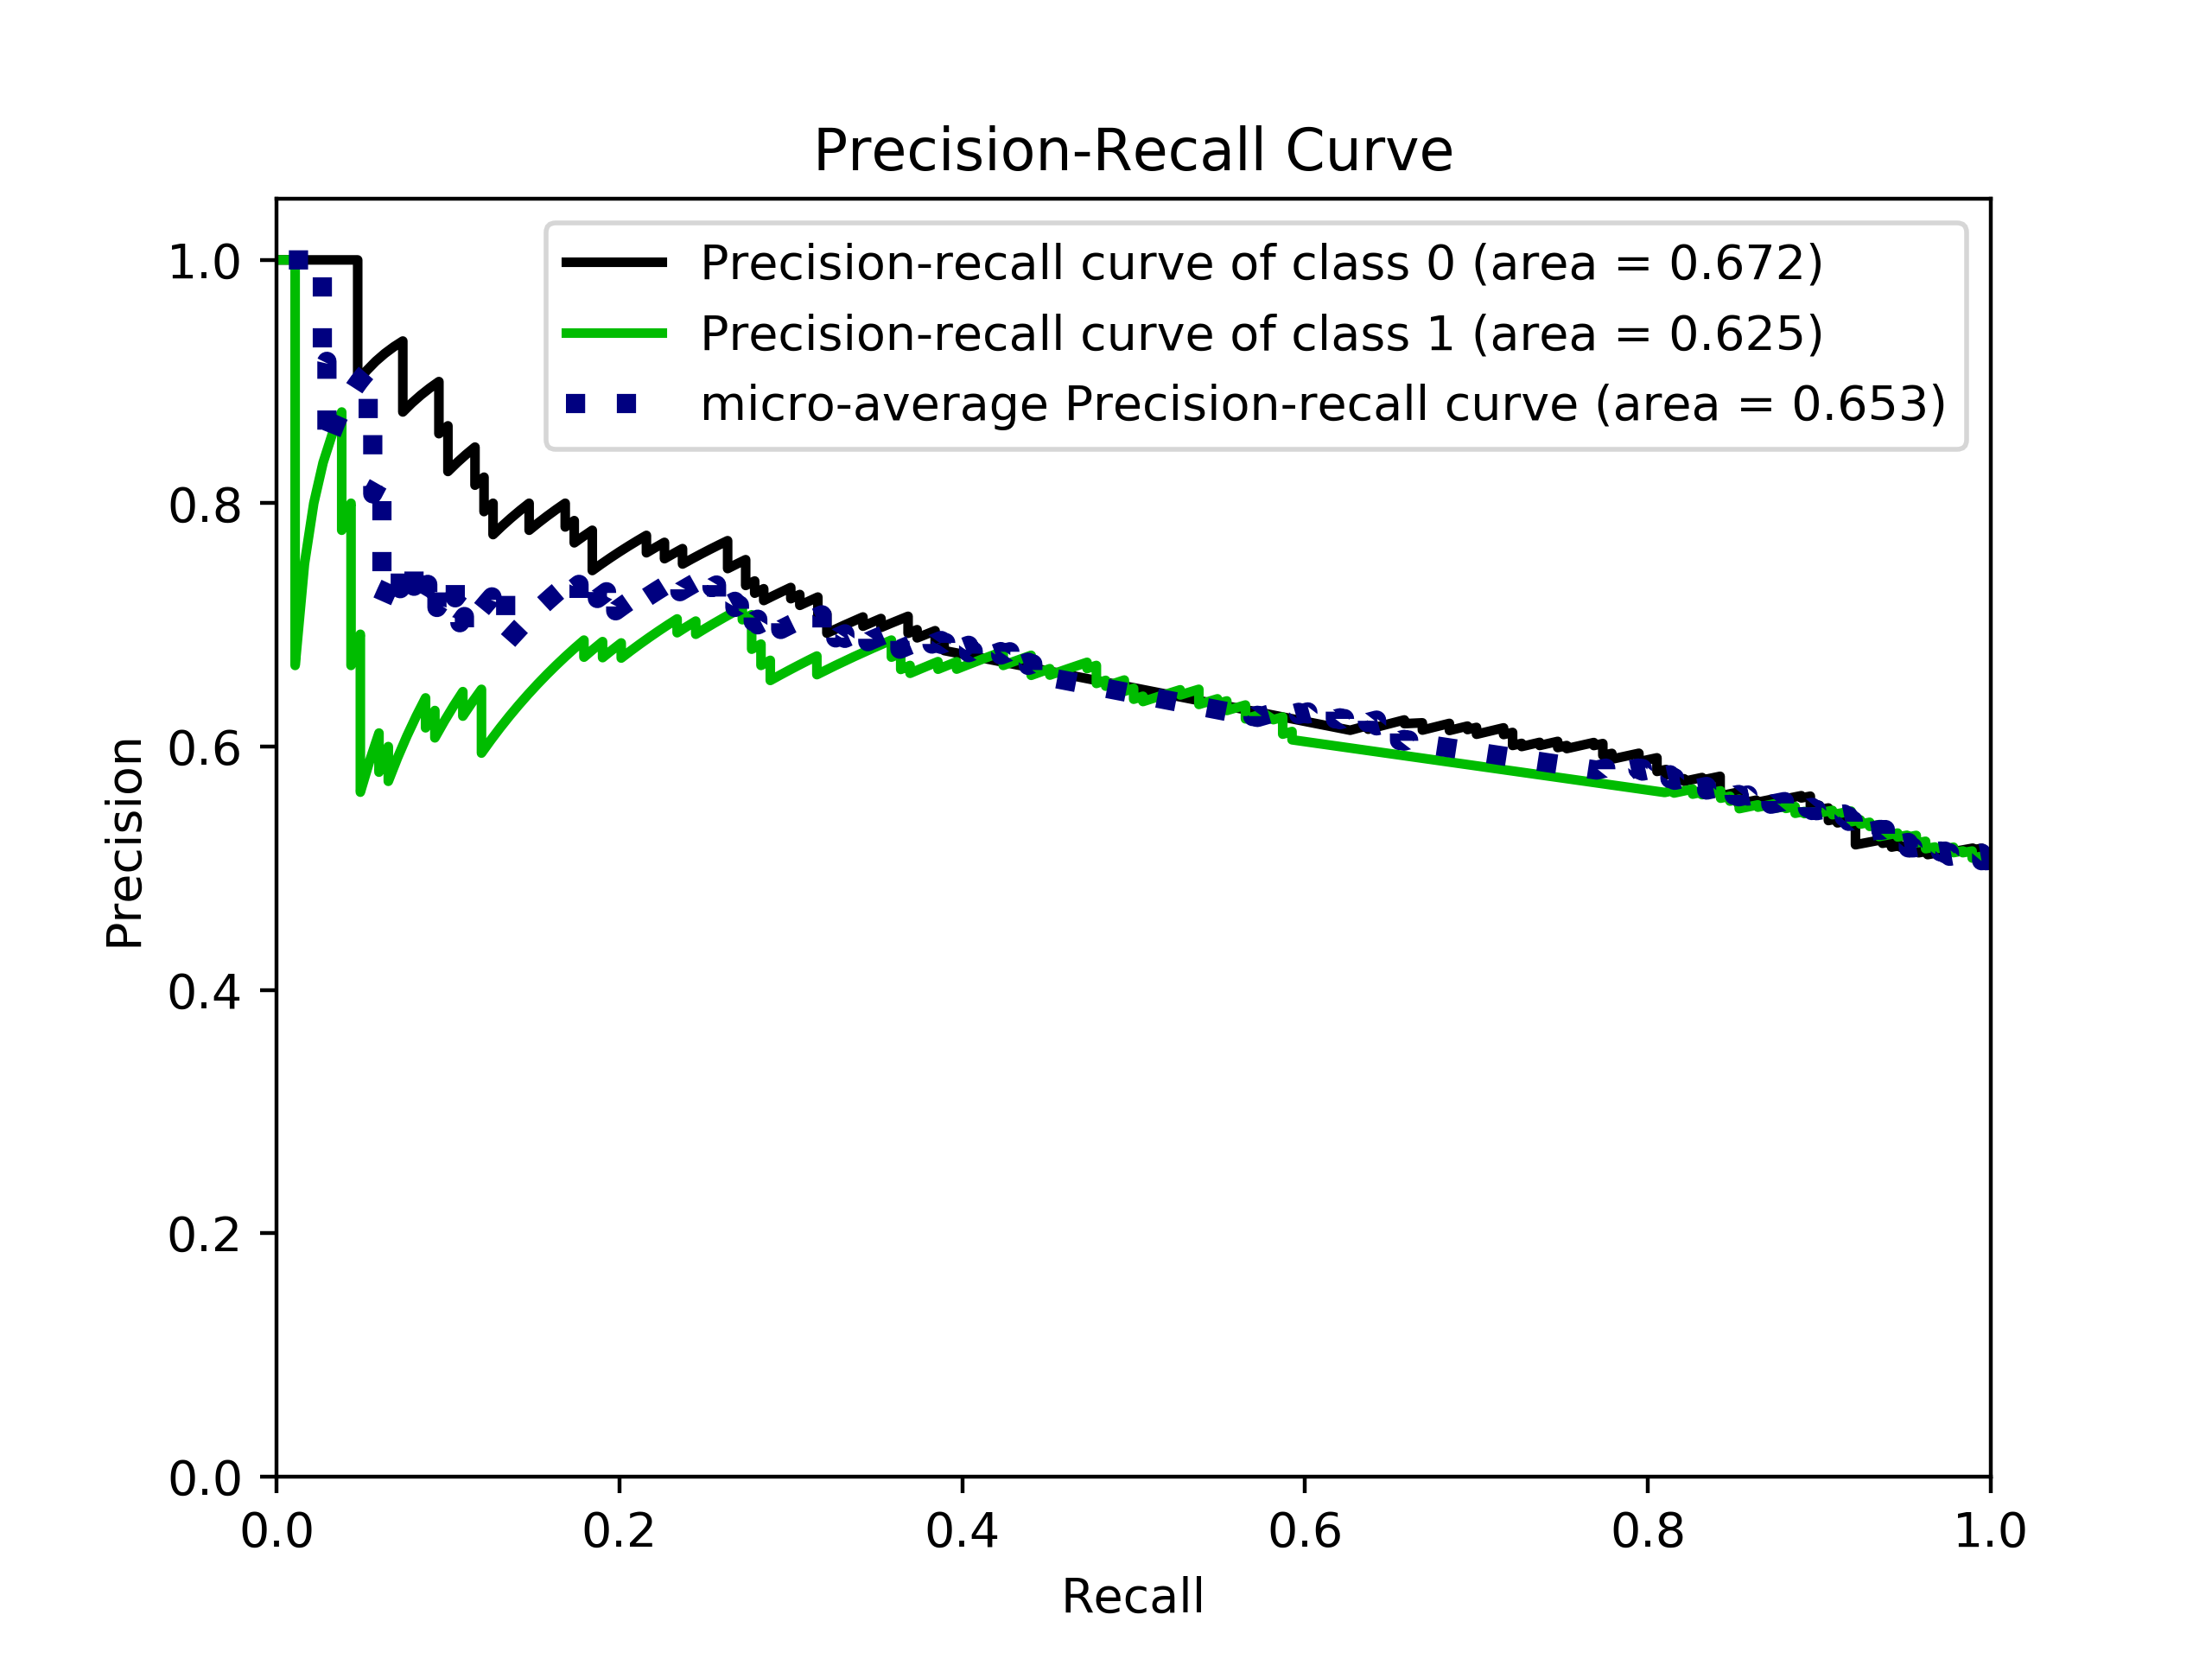 Precision-Recall Curve
Precision-recall curve of class 0 (area = 0.672)
Precision-recall curve of class 1 (area = 0.625)
micro-average Precision-recall curve (area = 0.653)
1.0
0.8
0.6
0.4
0.2
0.0
Precision
0.0 0.2 0.4 0.6 0.8 1.0
Recall